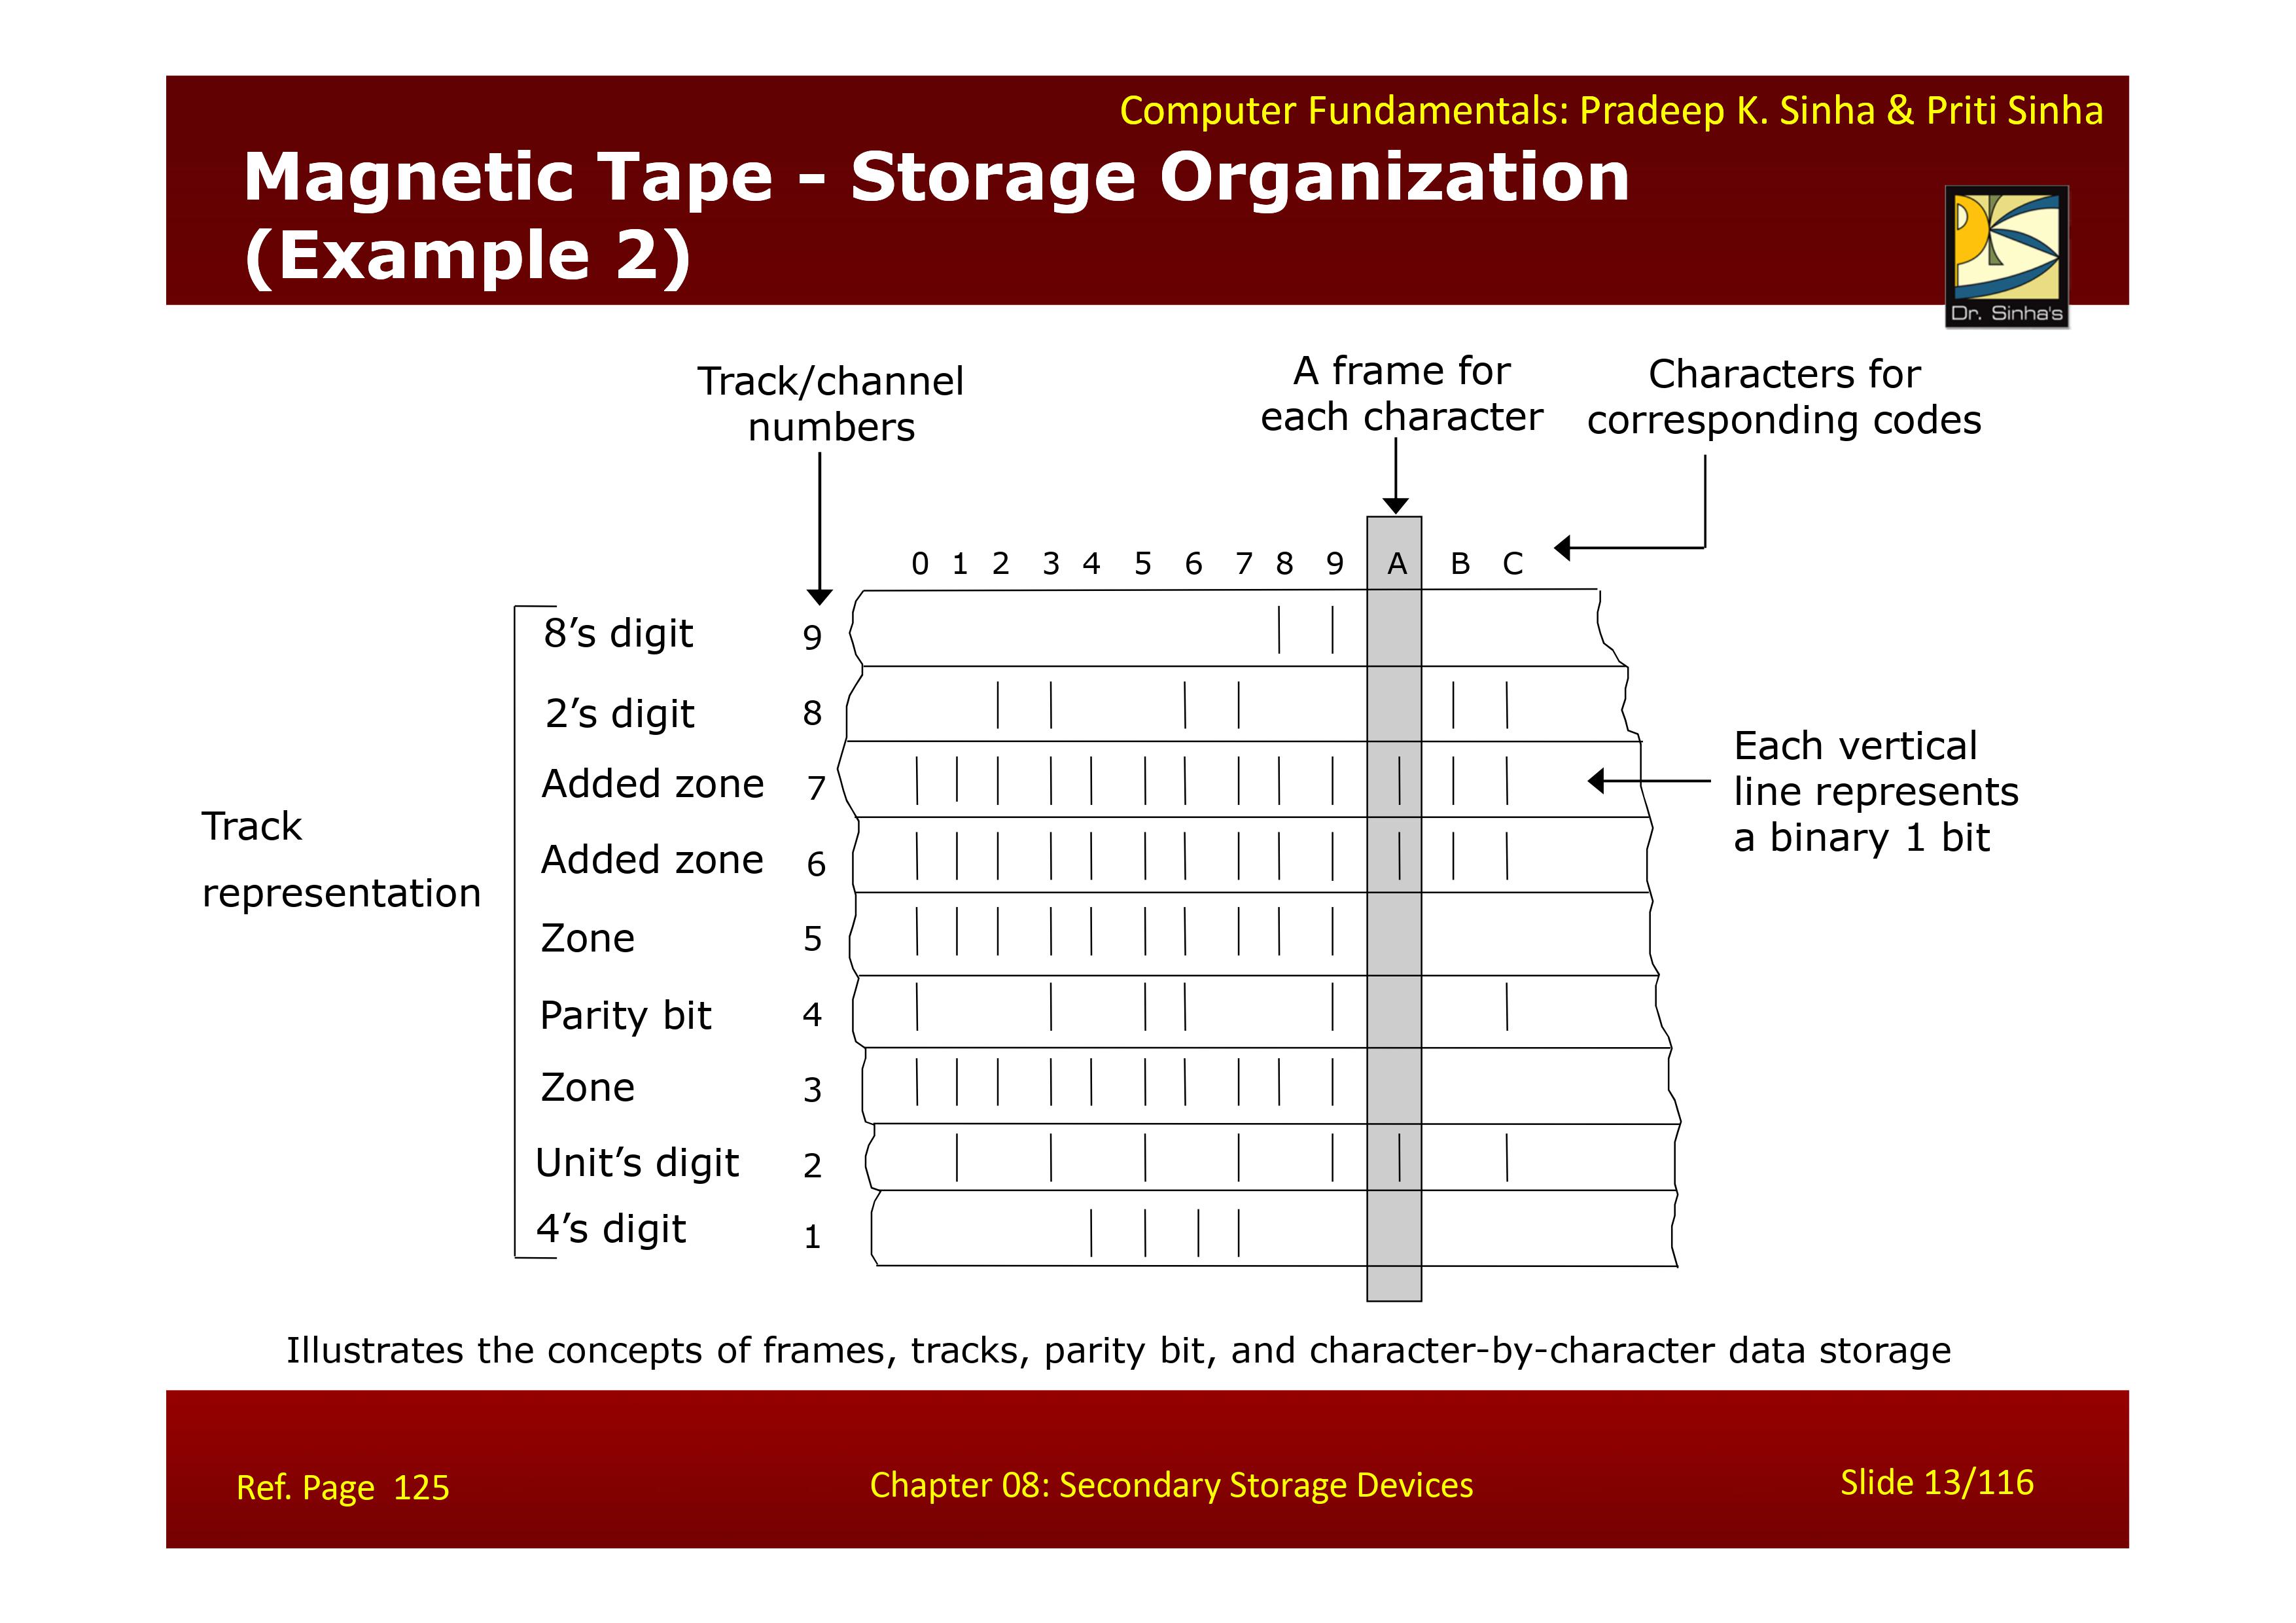 Computer Fundamentals: Pradeep K. Sinha & Priti Sinha
Magnetic Tape - Storage Organization
(Example 2)
Dr. Sinha's
Track/channel
numbers
A frame for
each character
Characters for
corresponding codes
0 1 2 3 4 5 6 7 8 9 A B C
8’s digit 9
2’s digit 8
Added zone 7
Added zone 6
Zone 5
Parity bit 4
Zone 3
Unit’s digit 2
4’s digit 1
Track
representation
Each vertical
line represents
a binary 1 bit
Illustrates the concepts of frames, tracks, parity bit, and character-by-character data storage
Ref. Page 125
Chapter 08: Secondary Storage Devices
Slide 13/116